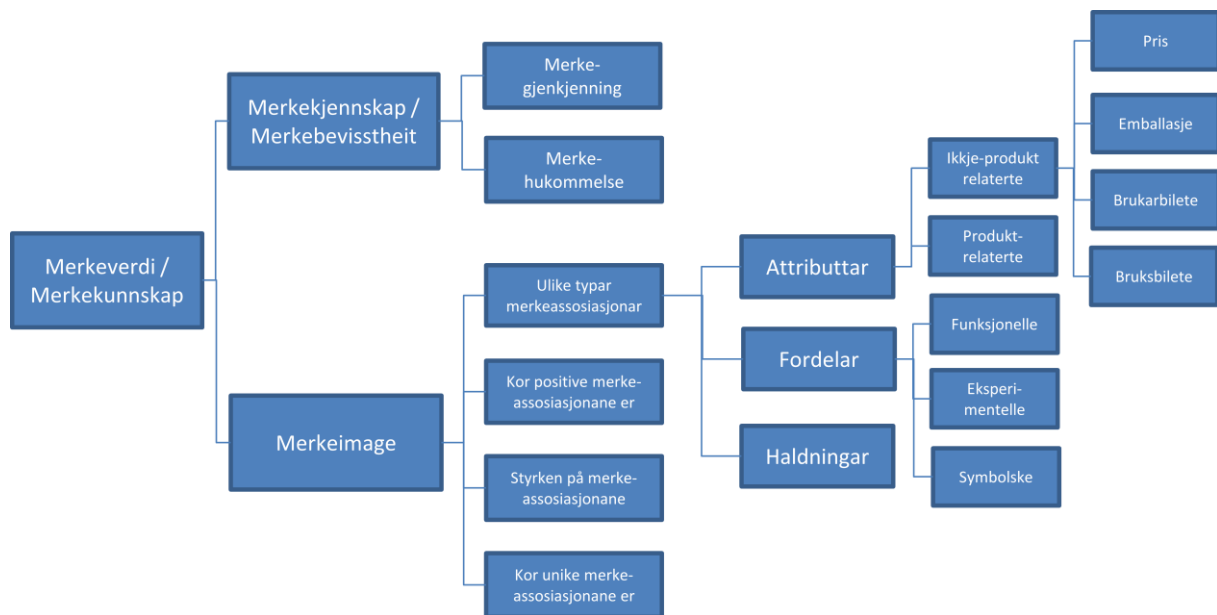 Merkeverdi /
Merkekunnskap
Merkekjennskap /
Merkebevisstheit
Merke-
gjenkjenning
Merke-
hukommelse
Merkeimage
Ulike typar
merkeassosiasjonar
Kor positive merke-
assosiasjonane er
Styrken på merke-
assosiasjonane
Kor unike merke-
assosiasjonane er
Attributtar
Ikkje-produkt
relaterte
Pris
Emballasje
Brukarbilete
Bruksbilete
Produkt-
relaterte
Fordelar
Funksjonelle
Eksperi-
mentelle
Symbolske
Haldningar